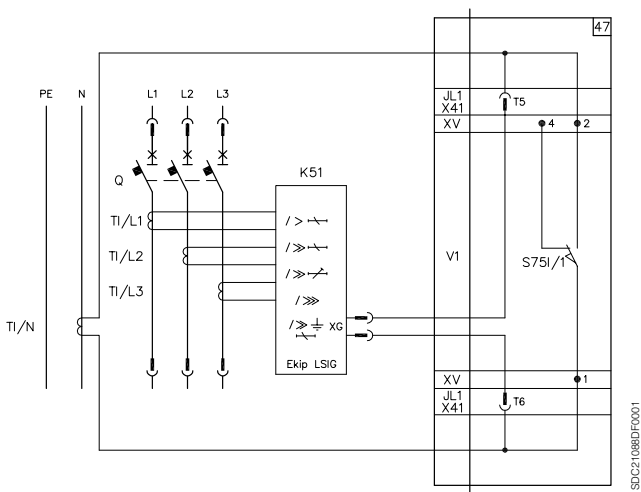 47
PE N L1 L2 L3
JL1
X41
T5
XV
4
2
Q
K51
TI/L1
I >
TI/L2
I ≫
I ≫
TI/L3
I ⋙
V1
S75I/1
TI/N
I ≫
XG
Ekip LSIG
XV
1
JL1
X41
T6
SDC21088DF0001